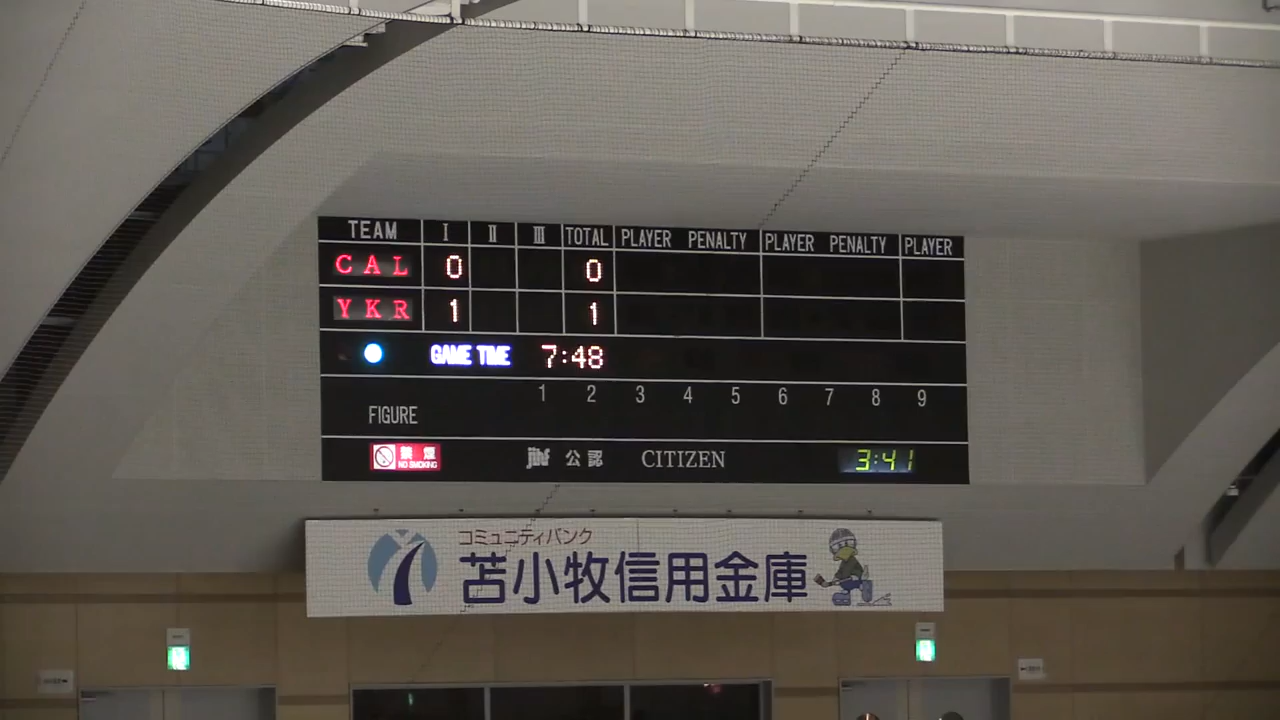 TEAM I II III TOTAL PLAYER PENALTY PLAYER PENALTY PLAYER
CAL 0 0
YKR 1 1
GAME TIME 7:48
1 2 3 4 5 6 7 8 9
FIGURE
禁煙
NO SMOKING
jihf 公認 CITIZEN 3:41
コミュニティバンク
苫小牧信用金庫